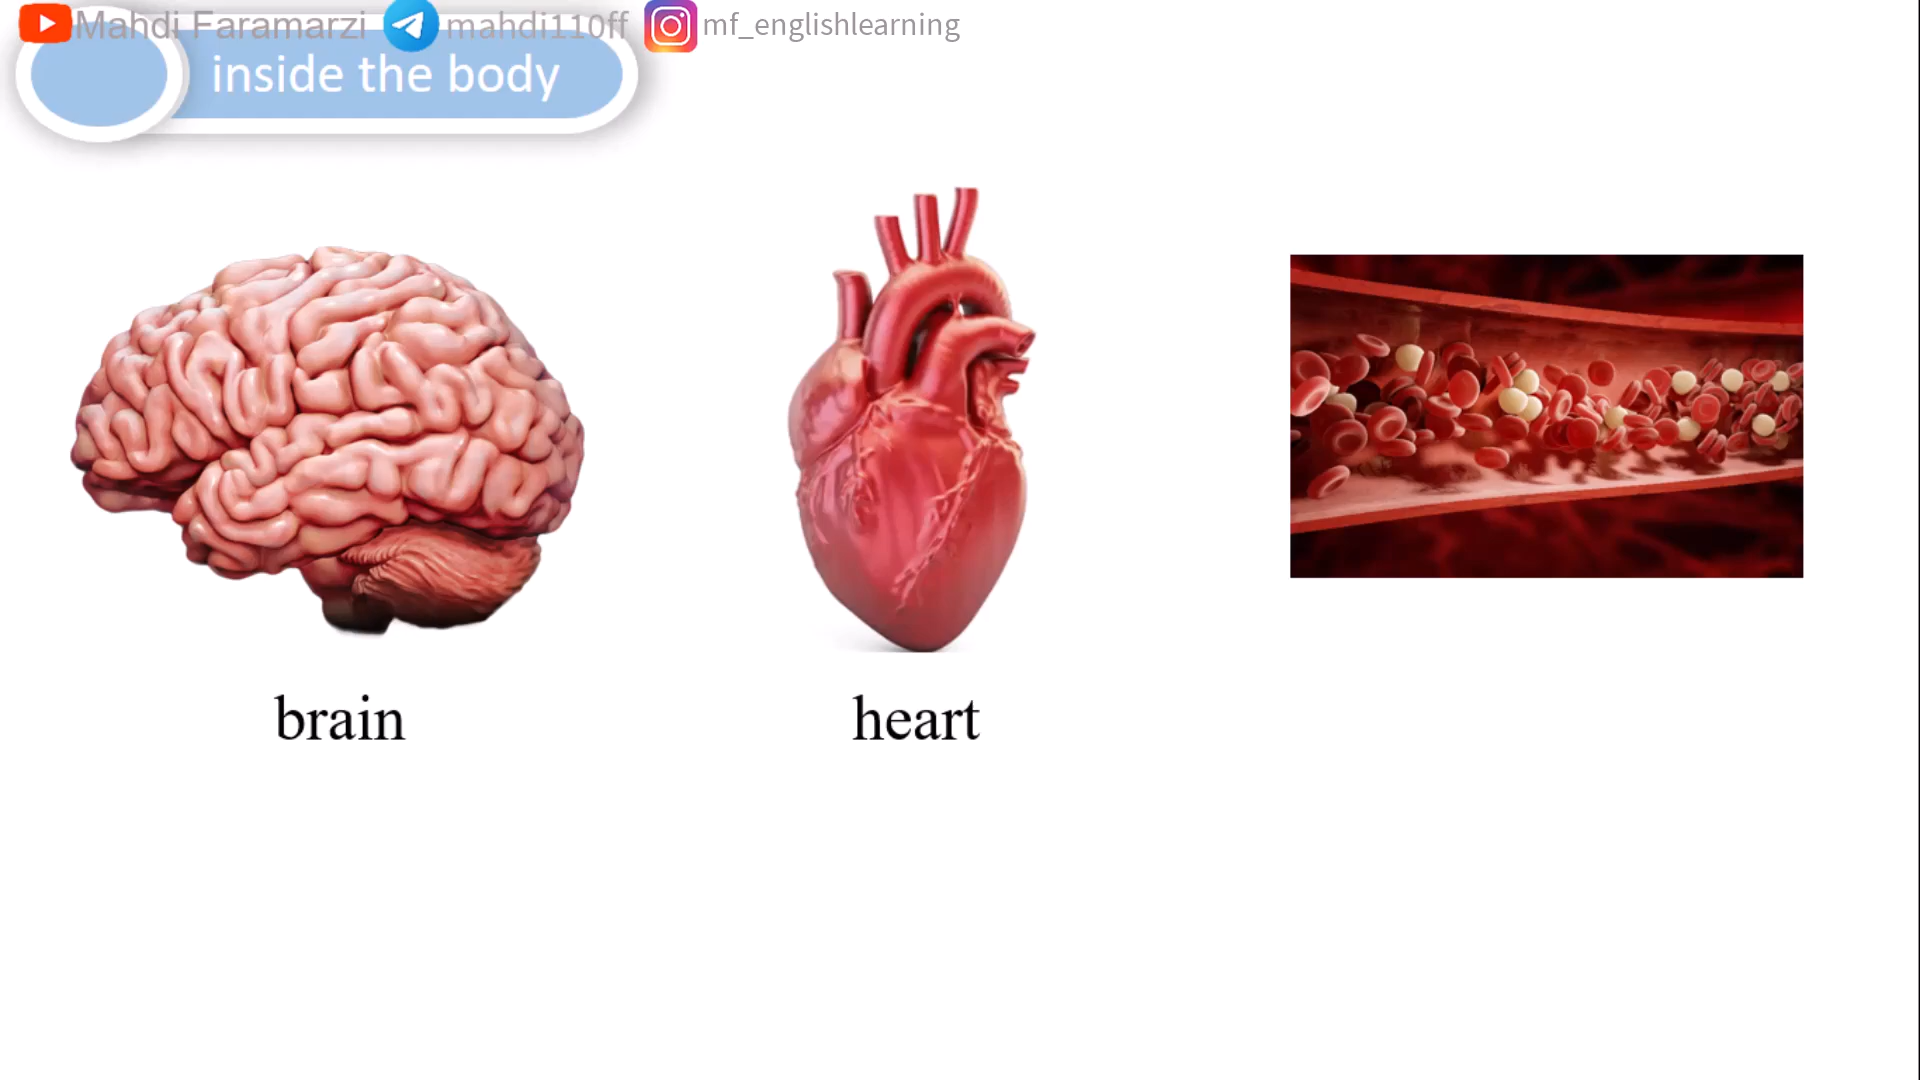 Mahdi Faramarzi mahdi110ff mf_englishlearning
inside the body
brain heart